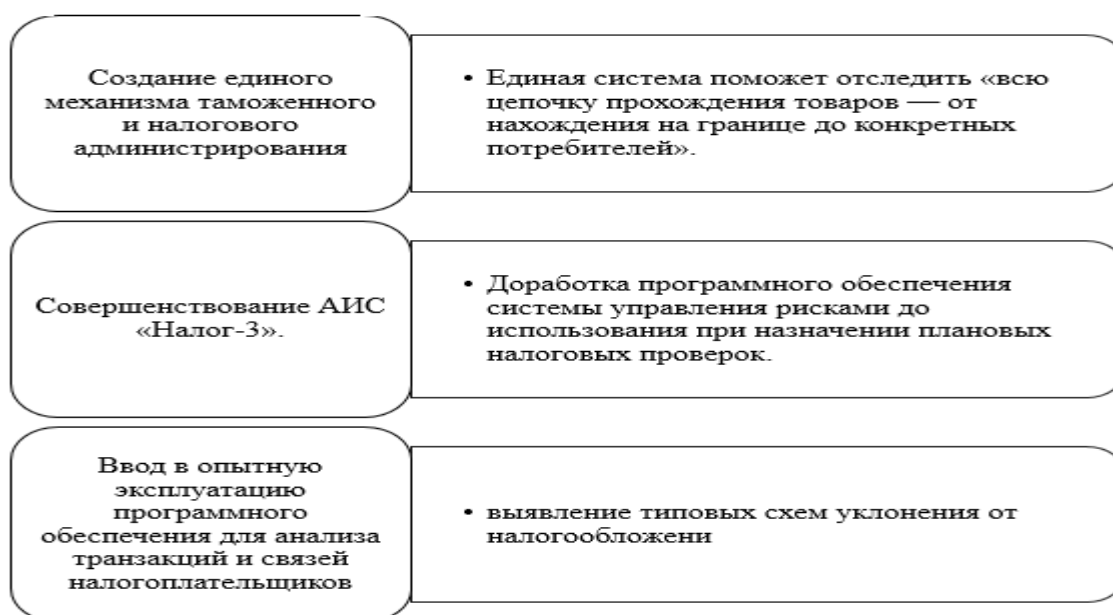 Создание единого
механизма таможенного
и налогового
администрирования
• Единая система поможет отследить «всю
цепочку прохождения товаров — от
нахождения на границе до конкретных
потребителей».
Совершенствование АИС
«Налог-3».
• Доработка программного обеспечения
системы управления рисками до
использования при назначении плановых
налоговых проверок.
Ввод в опытную
эксплуатацию
программного
обеспечения для анализа
транзакций и связей
налогоплательщиков
• выявление типовых схем уклонения от
налогообложени